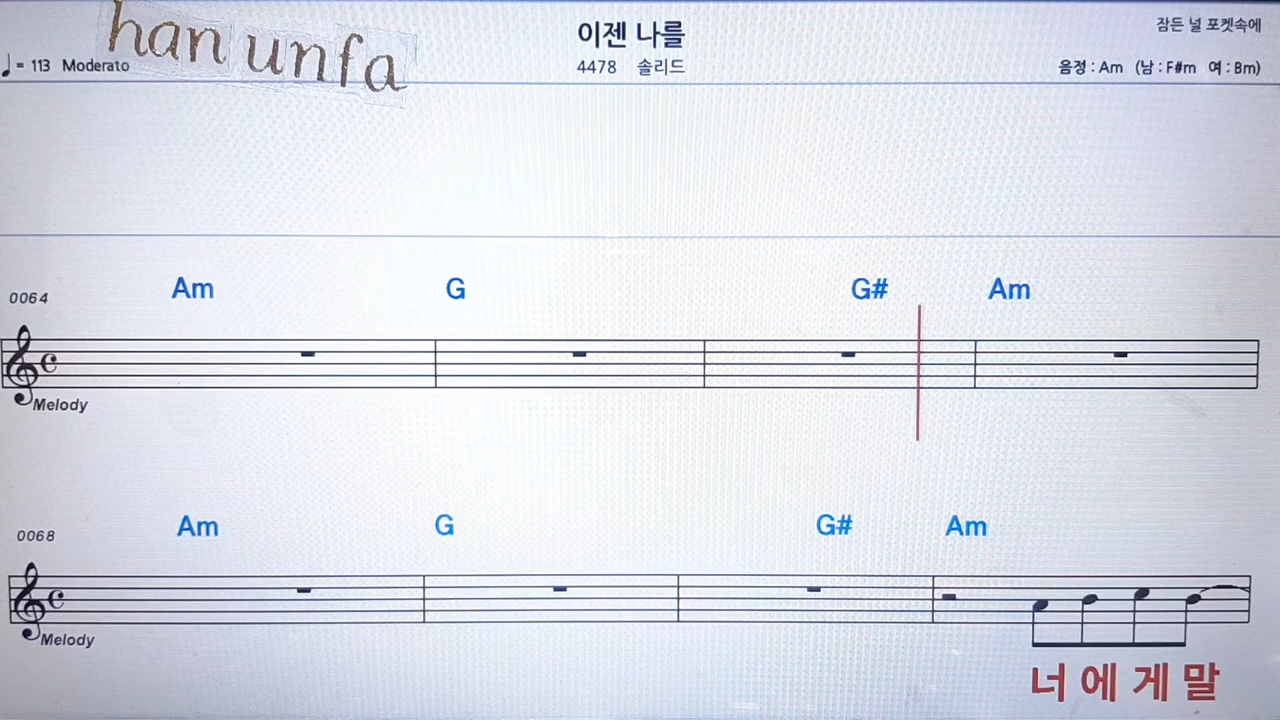 han unfa
이젠 나를
잠든 널 포켓속에
♩= 113 Moderato
4478 솔리드
음정 : Am (남 : F#m 여 : Bm)
Am G G# Am
0064
Melody
Am G G# Am
0068
Melody
너 에 게 말